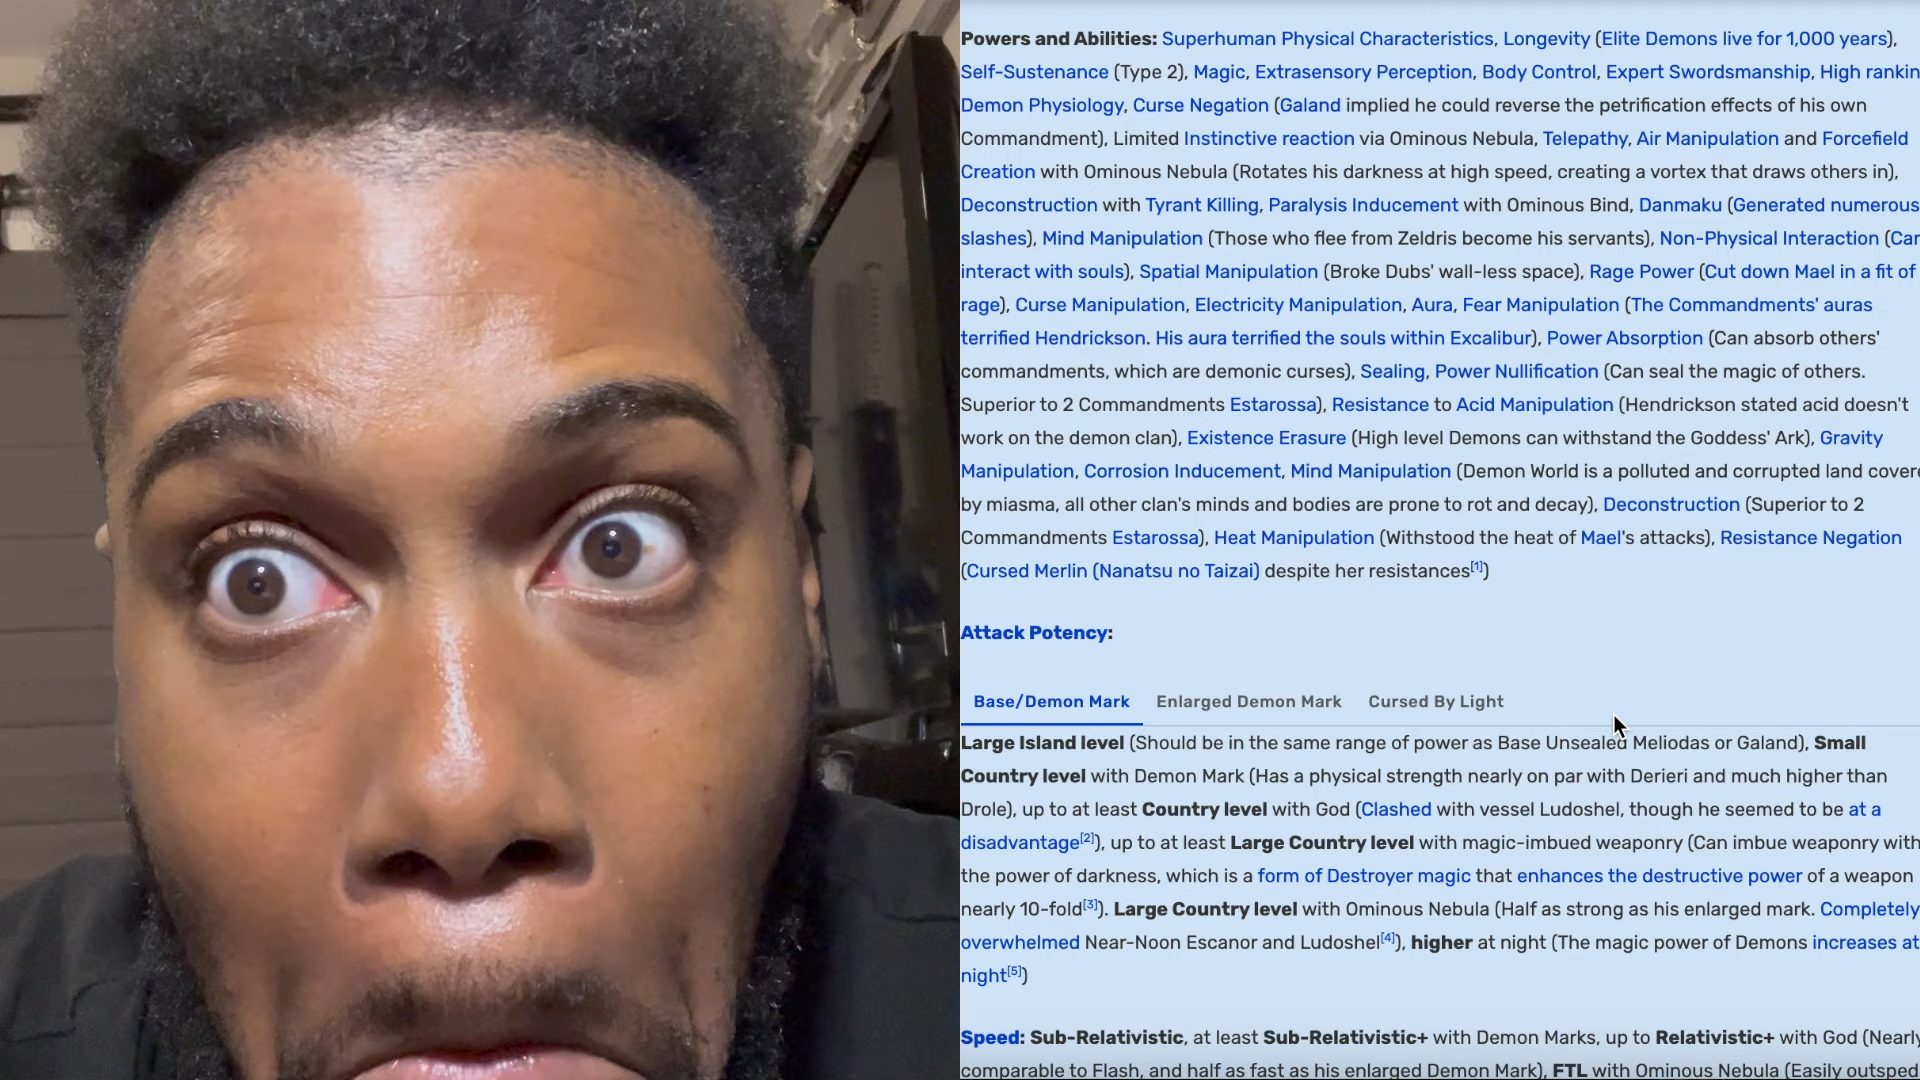 Powers and Abilities: Superhuman Physical Characteristics, Longevity (Elite Demons live for 1,000 years),
Self-Sustenance (Type 2), Magic, Extrasensory Perception, Body Control, Expert Swordsmanship, High rankin
Demon Physiology, Curse Negation (Galand implied he could reverse the petrification effects of his own
Commandment), Limited Instinctive reaction via Ominous Nebula, Telepathy, Air Manipulation and Forcefield
Creation with Ominous Nebula (Rotates his darkness at high speed, creating a vortex that draws others in),
Deconstruction with Tyrant Killing, Paralysis Inducement with Ominous Bind, Danmaku (Generated numerous
slashes), Mind Manipulation (Those who flee from Zeldris become his servants), Non-Physical Interaction (Can
interact with souls), Spatial Manipulation (Broke Dubs' wall-less space), Rage Power (Cut down Mael in a fit of
rage), Curse Manipulation, Electricity Manipulation, Aura, Fear Manipulation (The Commandments' auras
terrified Hendrickson. His aura terrified the souls within Excalibur), Power Absorption (Can absorb others'
commandments, which are demonic curses), Sealing, Power Nullification (Can seal the magic of others.
Superior to 2 Commandments Estarossa), Resistance to Acid Manipulation (Hendrickson stated acid doesn't
work on the demon clan), Existence Erasure (High level Demons can withstand the Goddess' Ark), Gravity
Manipulation, Corrosion Inducement, Mind Manipulation (Demon World is a polluted and corrupted land covere
by miasma, all other clan's minds and bodies are prone to rot and decay), Deconstruction (Superior to 2
Commandments Estarossa), Heat Manipulation (Withstood the heat of Mael's attacks), Resistance Negation
(Cursed Merlin (Nanatsu no Taizai) despite her resistances[1])
Attack Potency:
Base/Demon Mark Enlarged Demon Mark Cursed By Light
Large Island level (Should be in the same range of power as Base Unsealed Meliodas or Galand), Small
Country level with Demon Mark (Has a physical strength nearly on par with Derieri and much higher than
Drole), up to at least Country level with God (Clashed with vessel Ludoshel, though he seemed to be at a
disadvantage[2]), up to at least Large Country level with magic-imbued weaponry (Can imbue weaponry with
the power of darkness, which is a form of Destroyer magic that enhances the destructive power of a weapon
nearly 10-fold[3]). Large Country level with Ominous Nebula (Half as strong as his enlarged mark. Completely
overwhelmed Near-Noon Escanor and Ludoshel[4]), higher at night (The magic power of Demons increases at
night[5])
Speed: Sub-Relativistic, at least Sub-Relativistic+ with Demon Marks, up to Relativistic+ with God (Nearly
comparable to Flash, and half as fast as his enlarged Demon Mark), FTL with Ominous Nebula (Easily outsped